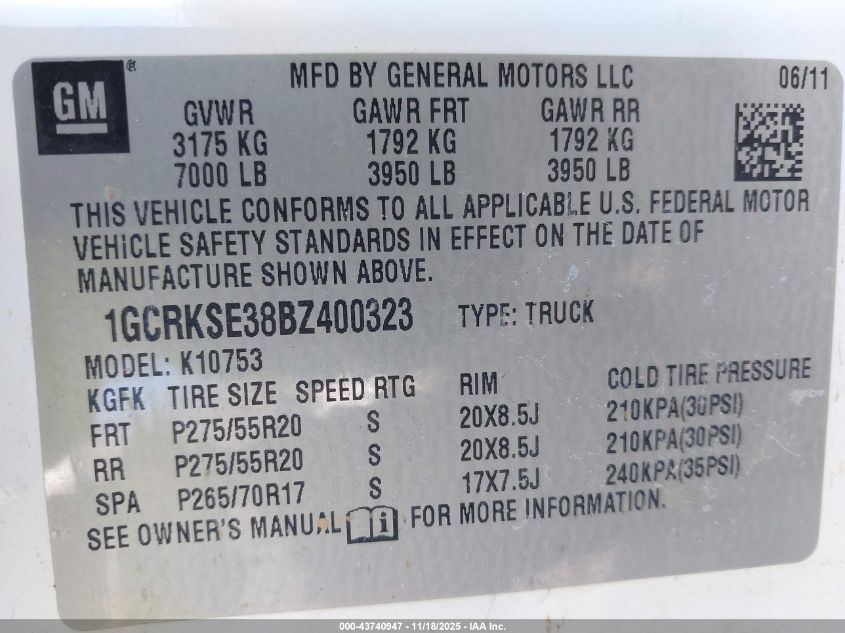 GM ® MFD BY GENERAL MOTORS LLC 06/11
GVWR GAWR FRT GAWR RR
3175 KG 1792 KG 1792 KG
7000 LB 3950 LB 3950 LB
THIS VEHICLE CONFORMS TO ALL APPLICABLE U.S. FEDERAL MOTOR
VEHICLE SAFETY STANDARDS IN EFFECT ON THE DATE OF
MANUFACTURE SHOWN ABOVE.
1GCRKSE38BZ400323 TYPE: TRUCK
MODEL: K10753
KGFK TIRE SIZE SPEED RTG RIM COLD TIRE PRESSURE
FRT P275/55R20 S 20X8.5J 210KPA(30PSI)
RR P275/55R20 S 20X8.5J 210KPA(30PSI)
SPA P265/70R17 S 17X7.5J 240KPA(35PSI)
SEE OWNER'S MANUAL i FOR MORE INFORMATION.
000-43740947 - 11/18/2025 - IAA Inc.